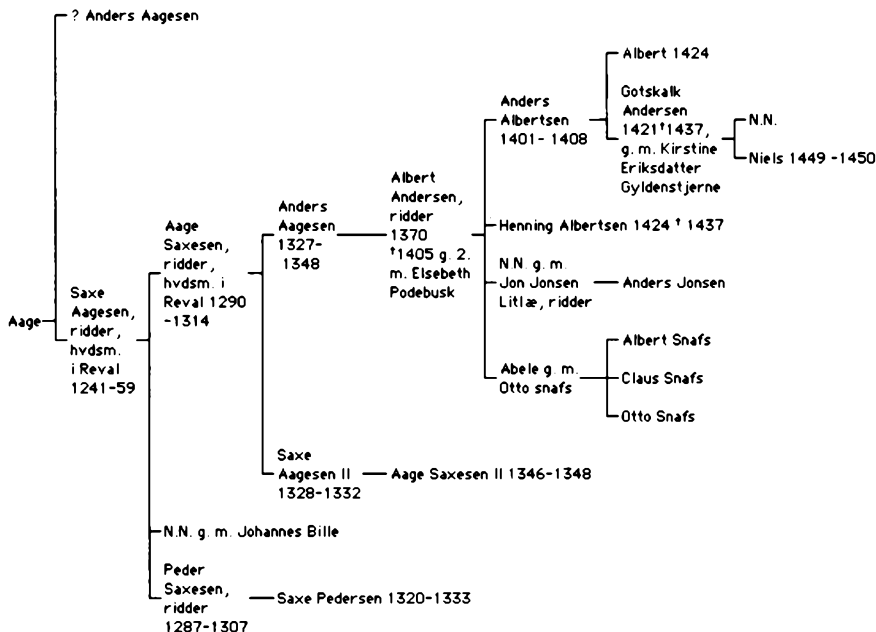 ? Anders Aagesen
Aage
Saxe
Aagesen,
ridder,
hvdsm.
i Reval
1241-59
Aage
Saxesen,
ridder,
hvdsm. i
Reval 1290
-1314
Anders
Aagesen
1327-
1348
Albert
Andersen,
ridder
1370
†1405 g. 2.
m. Elsebeth
Podebusk
Anders
Albertsen
1401- 1408
Albert 1424
Gotskalk
Andersen
1421†1437,
g. m. Kirstine
Eriksdatter
Gyldenstjerne
N.N.
Niels 1449 -1450
Henning Albertsen 1424 † 1437
N.N. g. m.
Jon Jonsen
Litlæ, ridder
Anders Jonsen
Abele g. m.
Otto snafs
Albert Snafs
Claus Snafs
Otto Snafs
Saxe
Aagesen II
1328-1332
Aage Saxesen II 1346-1348
N.N. g. m. Johannes Bille
Peder
Saxesen,
ridder
1287-1307
Saxe Pedersen 1320-1333